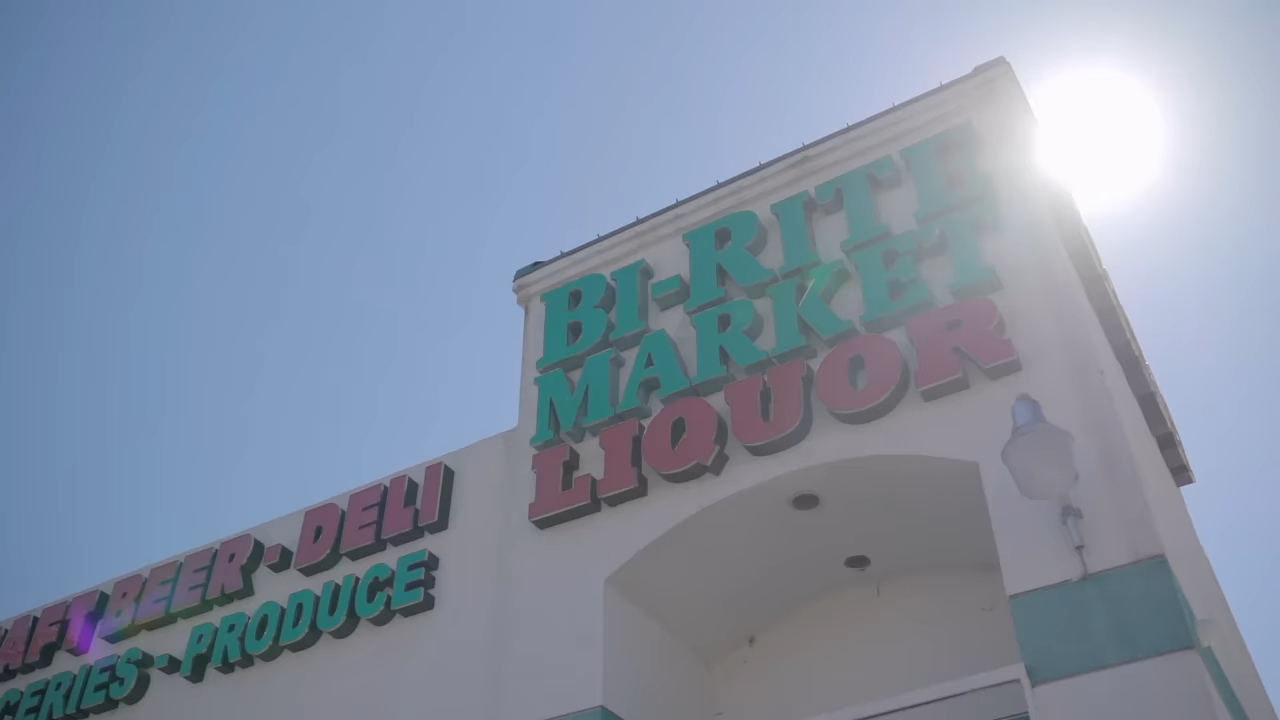 BI-RITE
MARKET
LIQUOR
BEER - DELI
- PRODUCE